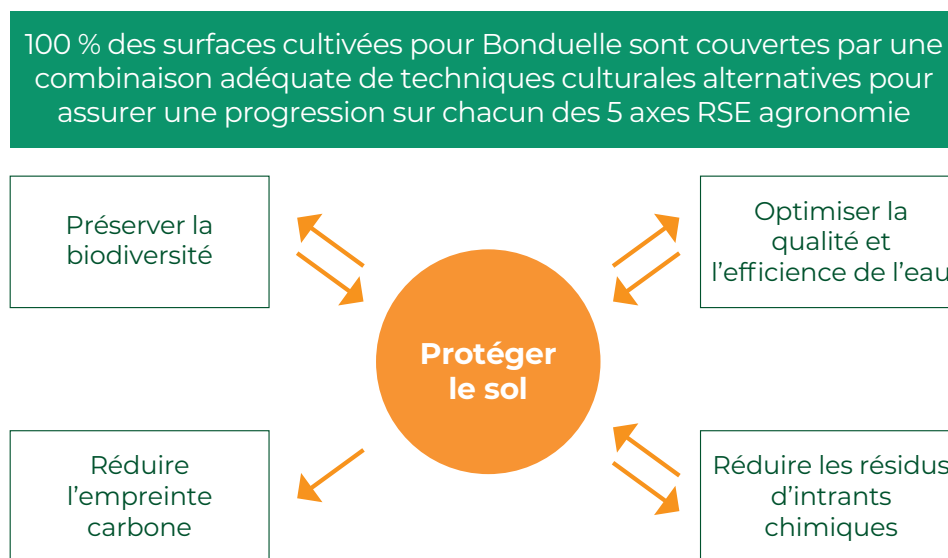 100 % des surfaces cultivées pour Bonduelle sont couvertes par une
combinaison adéquate de techniques culturales alternatives pour
assurer une progression sur chacun des 5 axes RSE agronomie
Préserver la
biodiversité
Optimiser la
qualité et
l’efficience de l’eau
Protéger
le sol
Réduire
l’empreinte
carbone
Réduire les résidus
d’intrants
chimiques